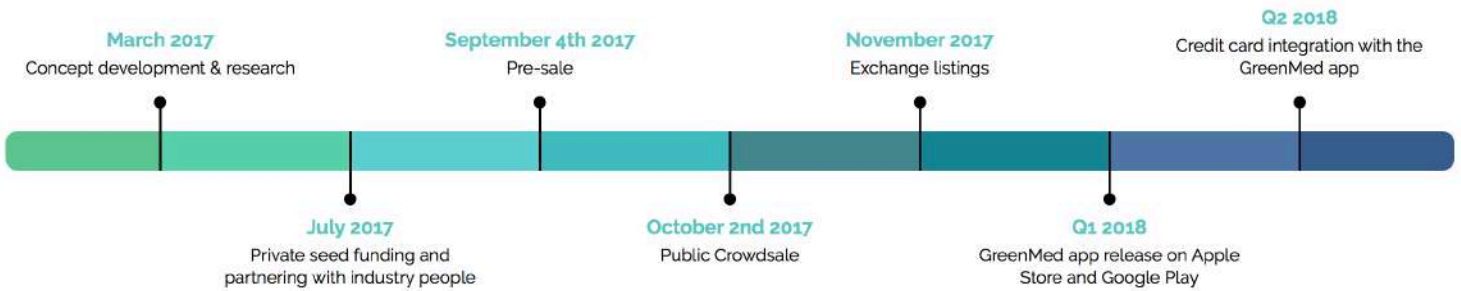 March 2017
Concept development & research
July 2017
Private seed funding and
partnering with industry people
September 4th 2017
Pre-sale
October 2nd 2017
Public Crowdsale
November 2017
Exchange listings
Q1 2018
GreenMed app release on Apple
Store and Google Play
Q2 2018
Credit card integration with the
GreenMed app